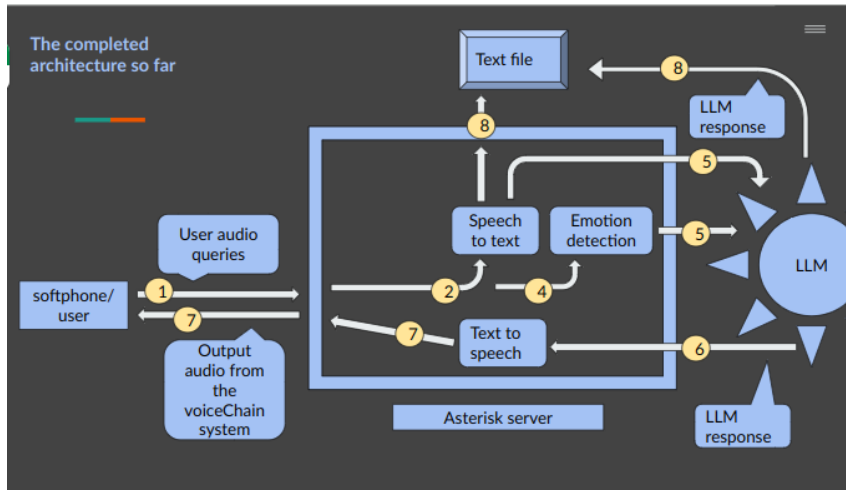 The completed
architecture so far
Text file
8
8
LLM
response
5
User audio
queries
Speech
to text
Emotion
detection
5
LLM
softphone/
user
1
2
4
7
7
Text to
speech
6
Output
audio from
the
voiceChain
system
Asterisk server
LLM
response